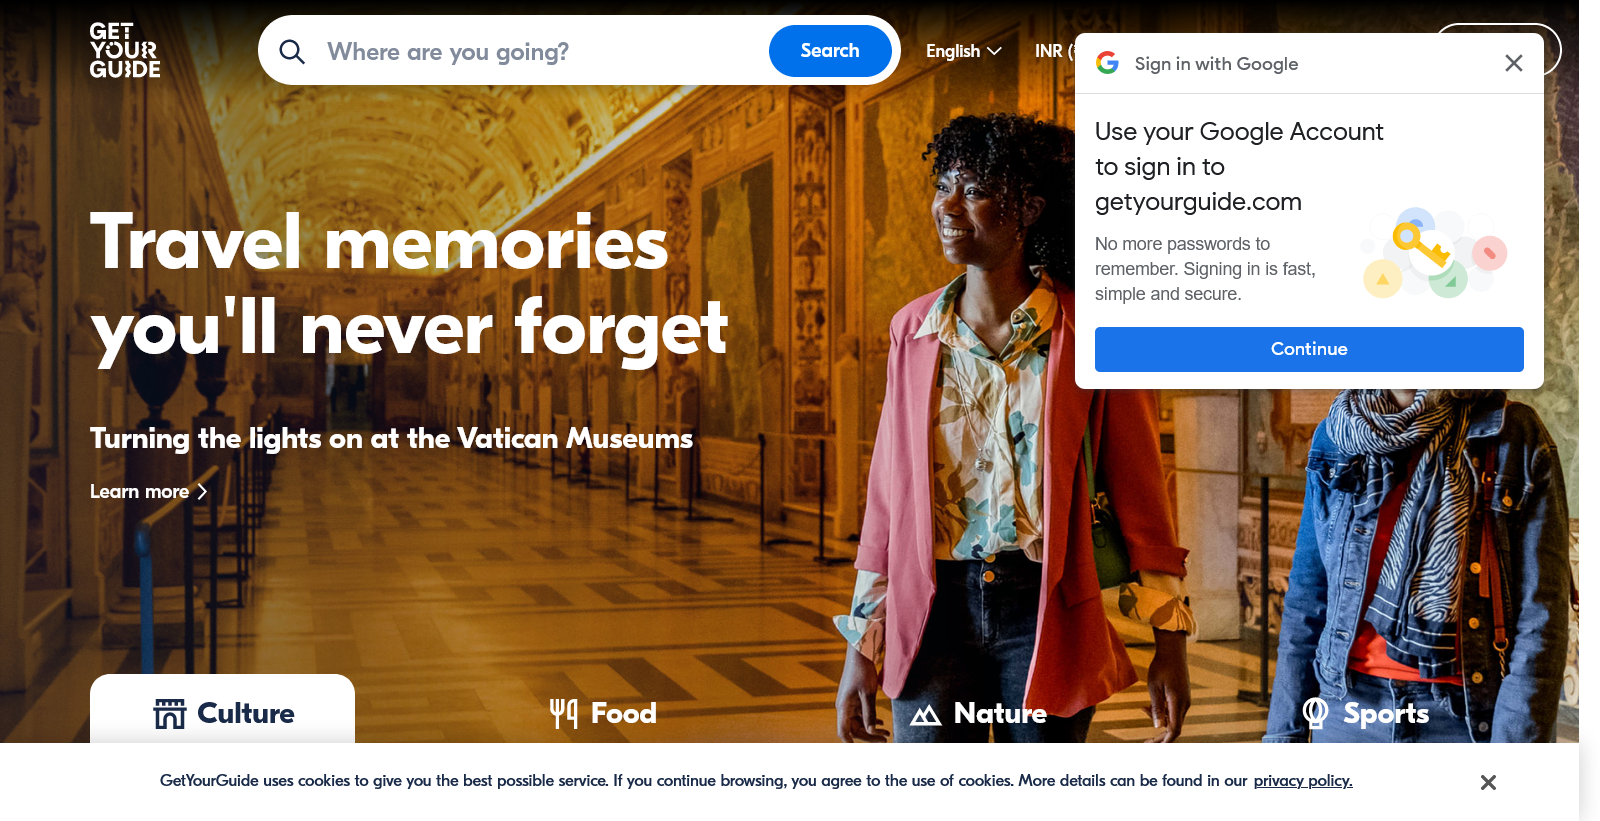 GET
YOUR
GUIDE
Where are you going?
Search
English
INR (
Sign in with Google
Use your Google Account
to sign in to
getyourguide.com
No more passwords to
remember. Signing in is fast,
simple and secure.
Continue
Travel memories
you'll never forget
Turning the lights on at the Vatican Museums
Learn more
Culture
Food
Nature
Sports
GetYourGuide uses cookies to give you the best possible service. If you continue browsing, you agree to the use of cookies. More details can be found in our privacy policy.